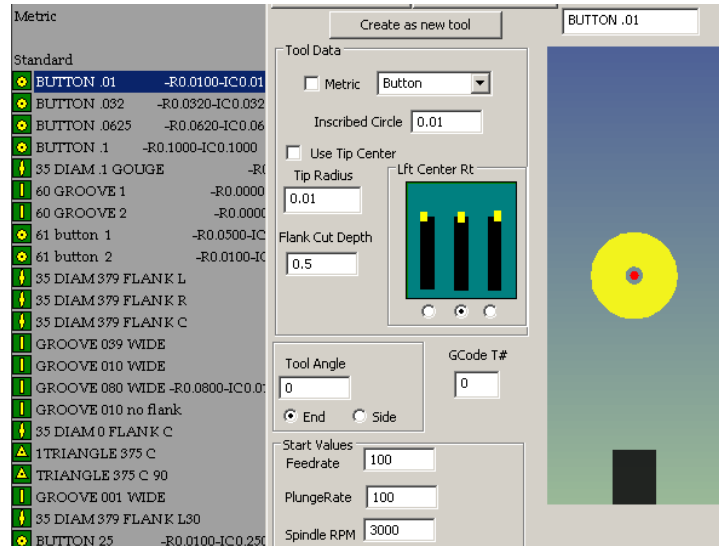 Metric
Standard
BUTTON .01 -R0.0100-IC0.01
BUTTON .032 -R0.0320-IC0.032
BUTTON .0625 -R0.0620-IC0.06
BUTTON .1 -R0.1000-IC0.1000
35 DIAM .1 GOUGE -R0
60 GROOVE 1 -R0.0000
60 GROOVE 2 -R0.0000
61 button 1 -R0.0500-IC
61 button 2 -R0.0100-IC
35 DIAM 379 FLANK L
35 DIAM 379 FLANK R
35 DIAM 379 FLANK C
GROOVE 039 WIDE
GROOVE 010 WIDE
GROOVE 080 WIDE -R0.0800-IC0.0
GROOVE 010 no flank
35 DIAM 0 FLANK C
1TRIANGLE 375 C
TRIANGLE 375 C 90
GROOVE 001 WIDE
35 DIAM 379 FLANK L30
BUTTON 25 -R0.0100-IC0.250
Create as new tool
BUTTON .01
Tool Data
Metric
Button
Inscribed Circle 0.01
Use Tip Center
Tip Radius
0.01
Lft Center Rt
Flank Cut Depth
0.5
Tool Angle
0
End Side
GCode T#
0
Start Values
Feedrate 100
PlungeRate 100
Spindle RPM 3000